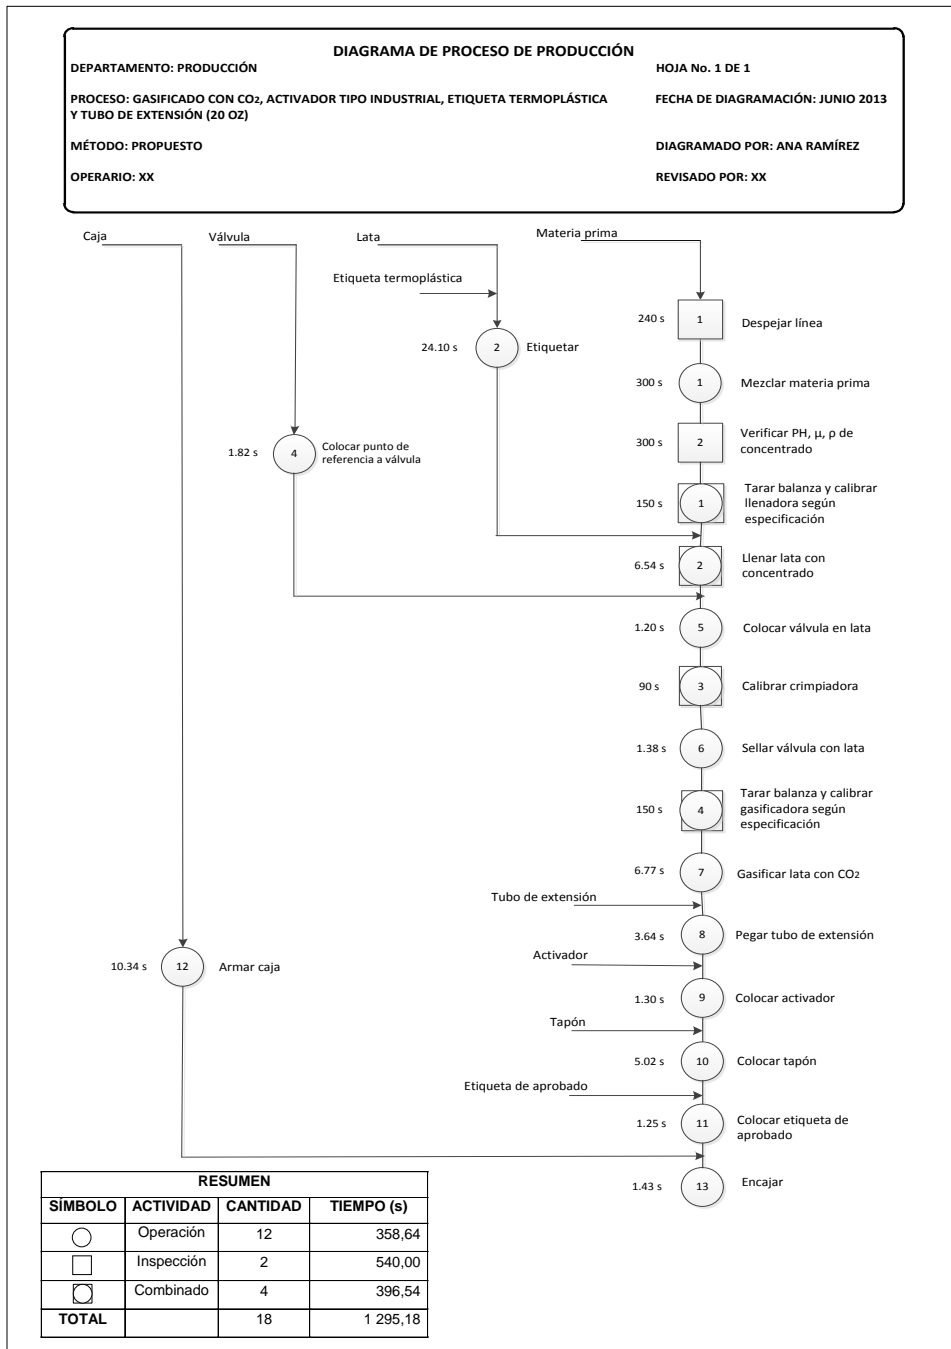 DIAGRAMA DE PROCESO DE PRODUCCIÓN
DEPARTAMENTO: PRODUCCIÓN
HOJA No. 1 DE 1
PROCESO: GASIFICADO CON CO2, ACTIVADOR TIPO INDUSTRIAL, ETIQUETA TERMOPLÁSTICA
Y TUBO DE EXTENSIÓN (20 OZ)
FECHA DE DIAGRAMACIÓN: JUNIO 2013
MÉTODO: PROPUESTO
DIAGRAMADO POR: ANA RAMÍREZ
OPERARIO: XX
REVISADO POR: XX
Caja
Válvula
Lata
Materia prima
Etiqueta termoplástica
240 s
1
Despejar línea
24.10 s
2
Etiquetar
300 s
1
Mezclar materia prima
1.82 s
4
Colocar punto de
referencia a válvula
300 s
2
Verificar PH, µ, ρ de
concentrado
150 s
1
Tarar balanza y calibrar
llenadora según
especificación
6.54 s
2
Llenar lata con
concentrado
1.20 s
5
Colocar válvula en lata
90 s
3
Calibrar crimpiadora
1.38 s
6
Sellar válvula con lata
150 s
4
Tarar balanza y calibrar
gasificadora según
especificación
6.77 s
7
Gasificar lata con CO2
Tubo de extensión
3.64 s
8
Pegar tubo de extensión
Activador
10.34 s
12
Armar caja
1.30 s
9
Colocar activador
Tapón
5.02 s
10
Colocar tapón
Etiqueta de aprobado
1.25 s
11
Colocar etiqueta de
aprobado
1.43 s
13
Encajar
RESUMEN
SÍMBOLO ACTIVIDAD CANTIDAD TIEMPO (s)
Operación 12 358,64
Inspección 2 540,00
Combinado 4 396,54
TOTAL 18 1 295,18